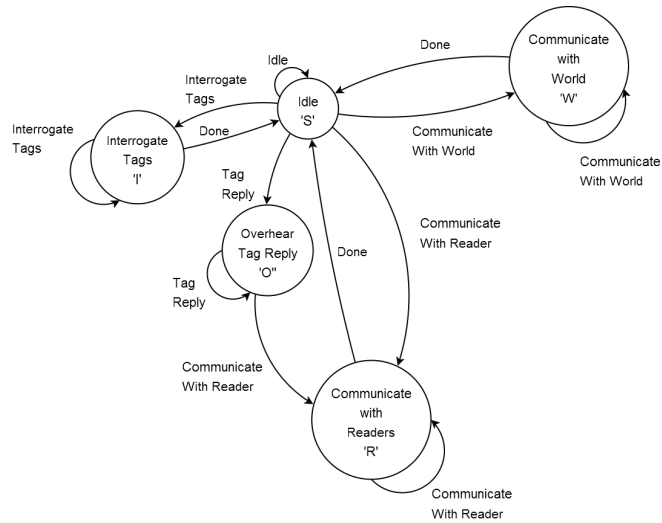 Communicate
with
World
'W'
Done
Idle
Idle
'S'
Interrogate
Tags
Done
Communicate
With World
Interrogate
Tags
Interrogate
Tags
'I'
Communicate
With World
Tag
Reply
Communicate
With Reader
Overhear
Tag Reply
'O"
Done
Tag
Reply
Communicate
With Reader
Communicate
with
Readers
'R'
Communicate
With Reader